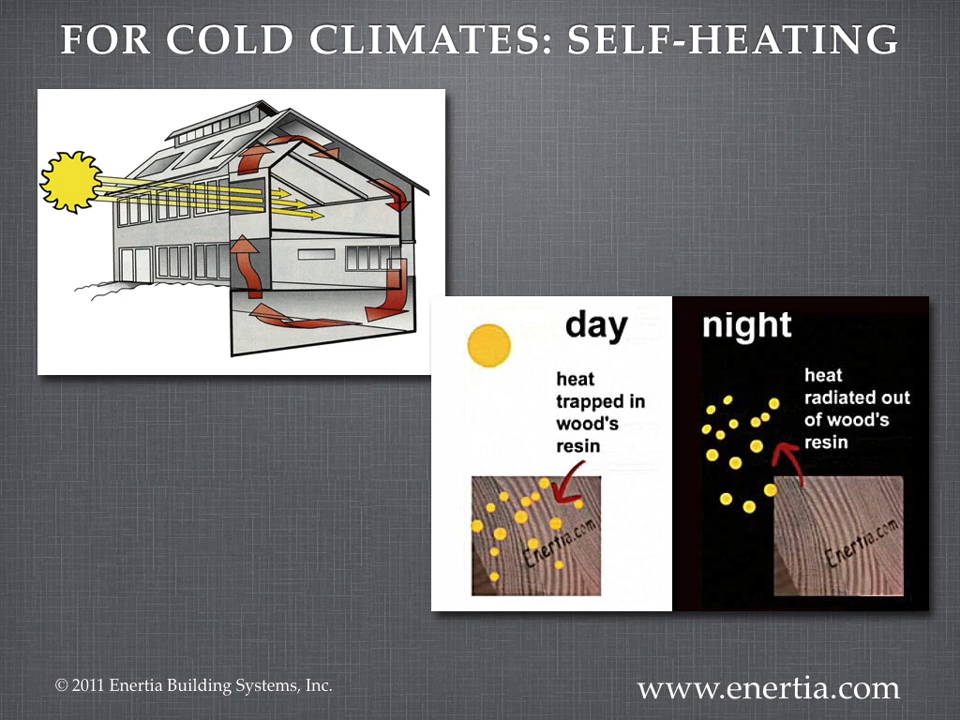 FOR COLD CLIMATES: SELF-HEATING
day
heat
trapped in
wood's
resin
Enertia.com
night
heat
radiated out
of wood's
resin
Enertia.com
© 2011 Enertia Building Systems, Inc.
www.enertia.com